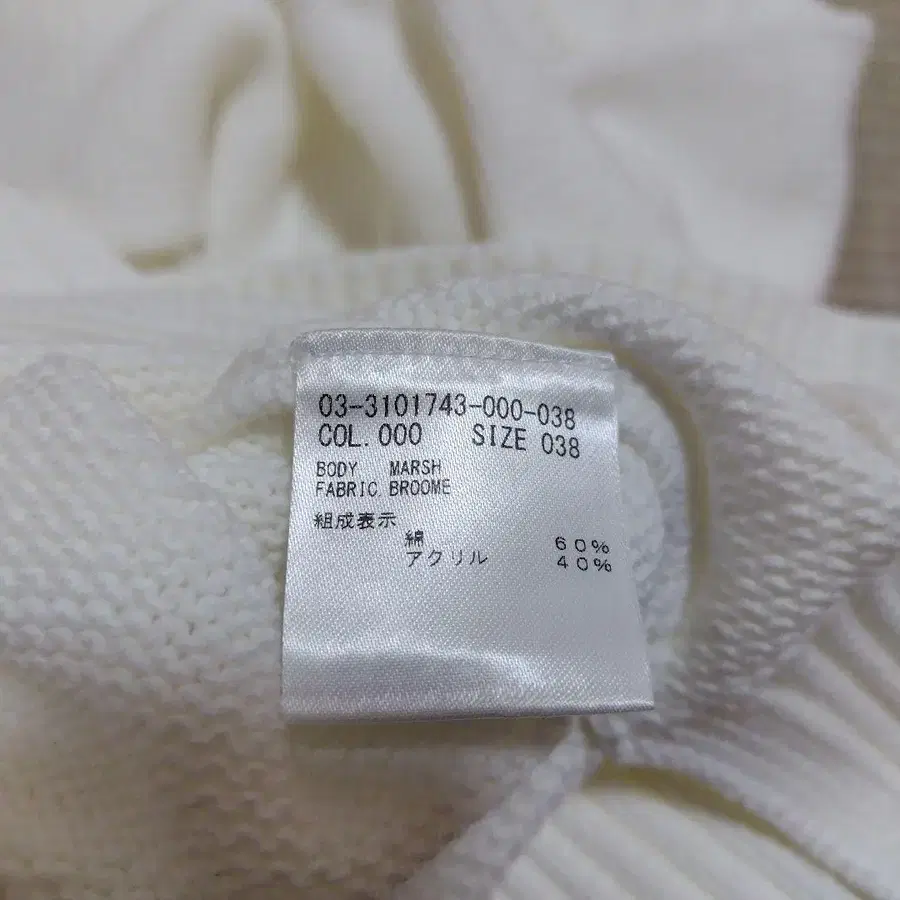 03-3101743-000-038
COL.000 SIZE 038
BODY MARSH
FABRIC BROOME
組成表示
綿 60%
アクリル 40%